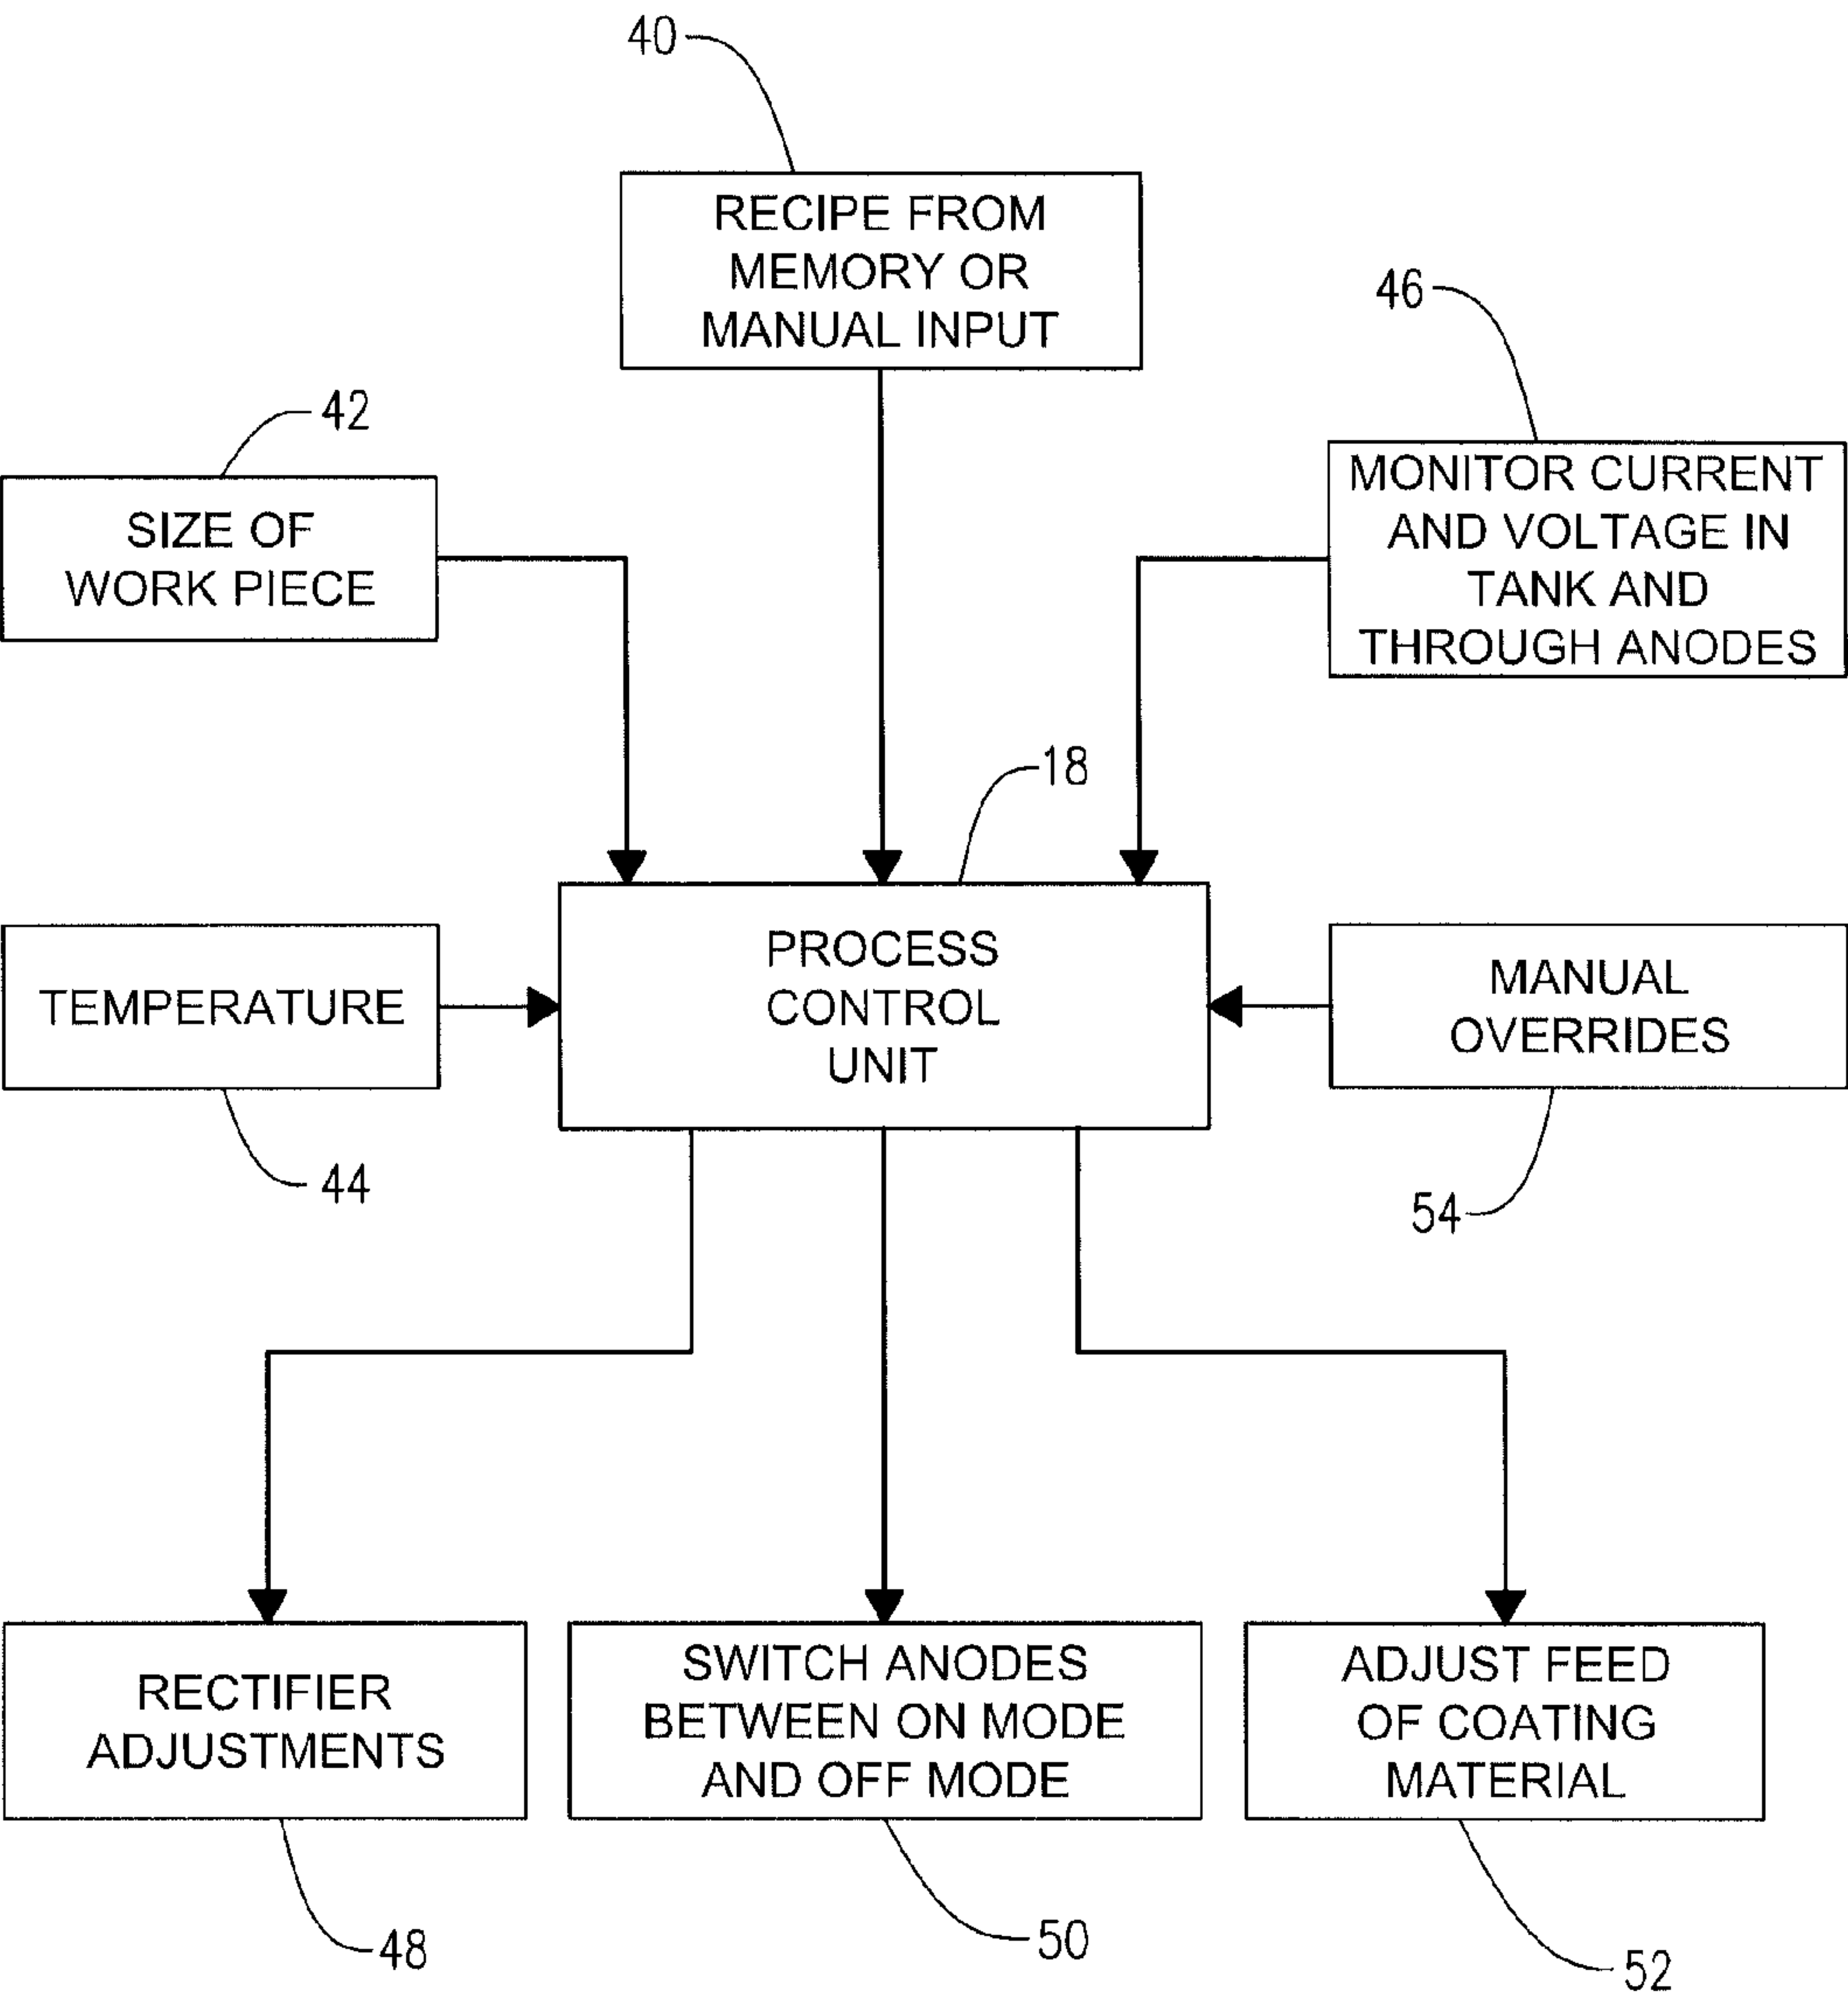 40
RECIPE FROM
MEMORY OR
MANUAL INPUT
46
MONITOR CURRENT
AND VOLTAGE IN
TANK AND
THROUGH ANODES
42
SIZE OF
WORK PIECE
18
PROCESS
CONTROL
UNIT
TEMPERATURE
44
MANUAL
OVERRIDES
54
RECTIFIER
ADJUSTMENTS
48
SWITCH ANODES
BETWEEN ON MODE
AND OFF MODE
50
ADJUST FEED
OF COATING
MATERIAL
52